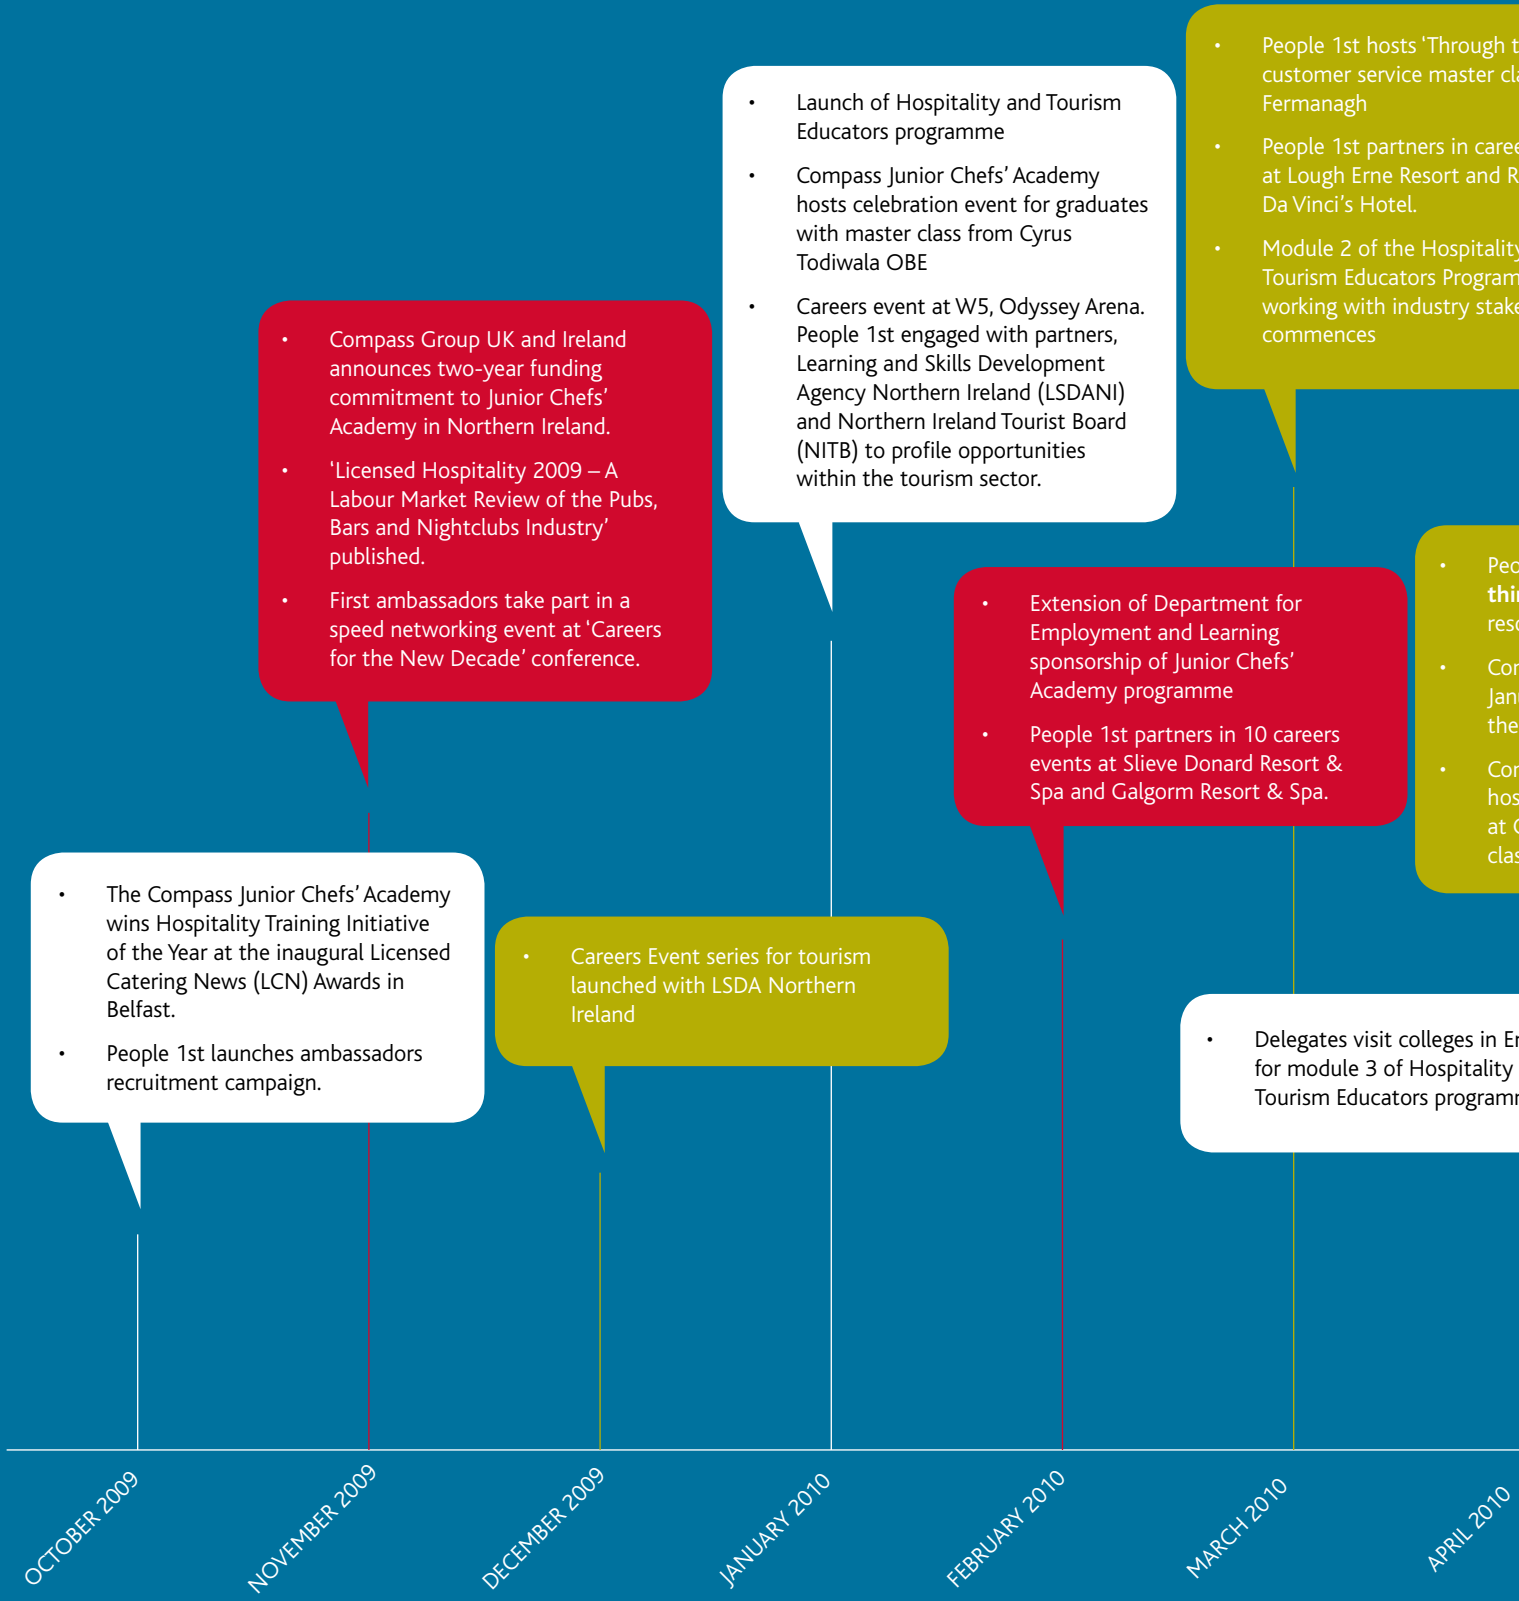 • The Compass Junior Chefs' Academy
wins Hospitality Training Initiative
of the Year at the inaugural Licensed
Catering News (LCN) Awards in
Belfast.
• People 1st launches ambassadors
recruitment campaign.
• Compass Group UK and Ireland
announces two-year funding
commitment to Junior Chefs'
Academy in Northern Ireland.
• 'Licensed Hospitality 2009 – A
Labour Market Review of the Pubs,
Bars and Nightclubs Industry'
published.
• First ambassadors take part in a
speed networking event at 'Careers
for the New Decade' conference.
• Careers Event series for tourism
launched with LSDA Northern
Ireland
• Launch of Hospitality and Tourism
Educators programme
• Compass Junior Chefs' Academy
hosts celebration event for graduates
with master class from Cyrus
Todiwala OBE
• Careers event at W5, Odyssey Arena.
People 1st engaged with partners,
Learning and Skills Development
Agency Northern Ireland (LSDANI)
and Northern Ireland Tourist Board
(NITB) to profile opportunities
within the tourism sector.
• Extension of Department for
Employment and Learning
sponsorship of Junior Chefs'
Academy programme
• People 1st partners in 10 careers
events at Slieve Donard Resort &
Spa and Galgorm Resort & Spa.
• People 1st hosts 'Through
customer service master
Fermanagh
• People 1st partners in
at Lough Erne Resort and
Da Vinci's Hotel.
• Module 2 of the Hospitality
Tourism Educators
working with industry
commences
•
•
the
•
at
• Delegates visit colleges in
for module 3 of Hospitality
Tourism Educators
OCTOBER 2009
NOVEMBER 2009
DECEMBER 2009
JANUARY 2010
FEBRUARY 2010
MARCH 2010
APRIL 2010